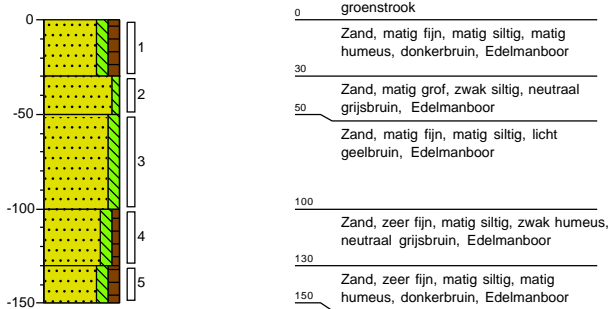 0
-50
-100
-150
1
2
3
4
5
groenstrook
0
Zand, matig fijn, matig siltig, matig
humeus, donkerbruin, Edelmanboor
30
Zand, matig grof, zwak siltig, neutraal
grijsbruin, Edelmanboor
50
Zand, matig fijn, matig siltig, licht
geelbruin, Edelmanboor
100
Zand, zeer fijn, matig siltig, zwak humeus,
neutraal grijsbruin, Edelmanboor
130
Zand, zeer fijn, matig siltig, matig
humeus, donkerbruin, Edelmanboor
150